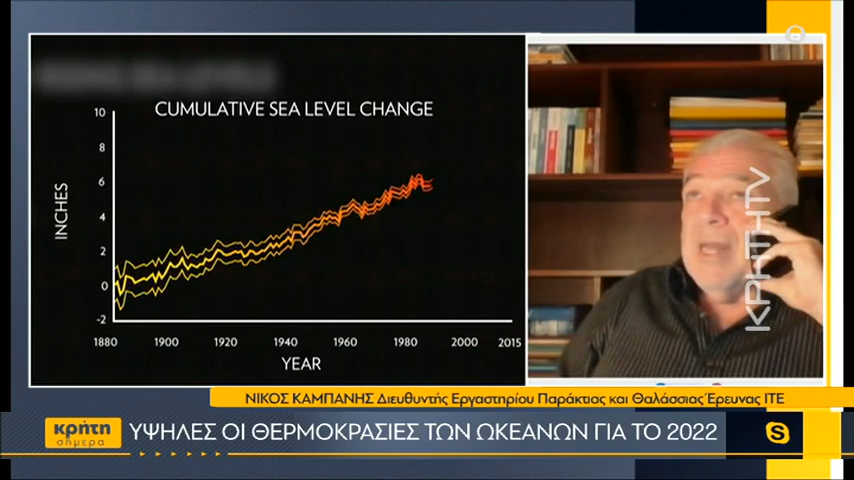 CUMULATIVE SEA LEVEL CHANGE
10
8
6
4
2
0
-2
INCHES
1880 1900 1920 1940 1960 1980 2000 2015
YEAR
ΚΡΗΤΗTV
ΝΙΚΟΣ ΚΑΜΠΑΝΗΣ Διευθυντής Εργαστηρίου Παράκτιας και Θαλάσσιας Έρευνας ΙΤΕ
κρήτη
σήμερα
ΥΨΗΛΕΣ ΟΙ ΘΕΡΜΟΚΡΑΣΙΕΣ ΤΩΝ ΩΚΕΑΝΩΝ ΓΙΑ ΤΟ 2022